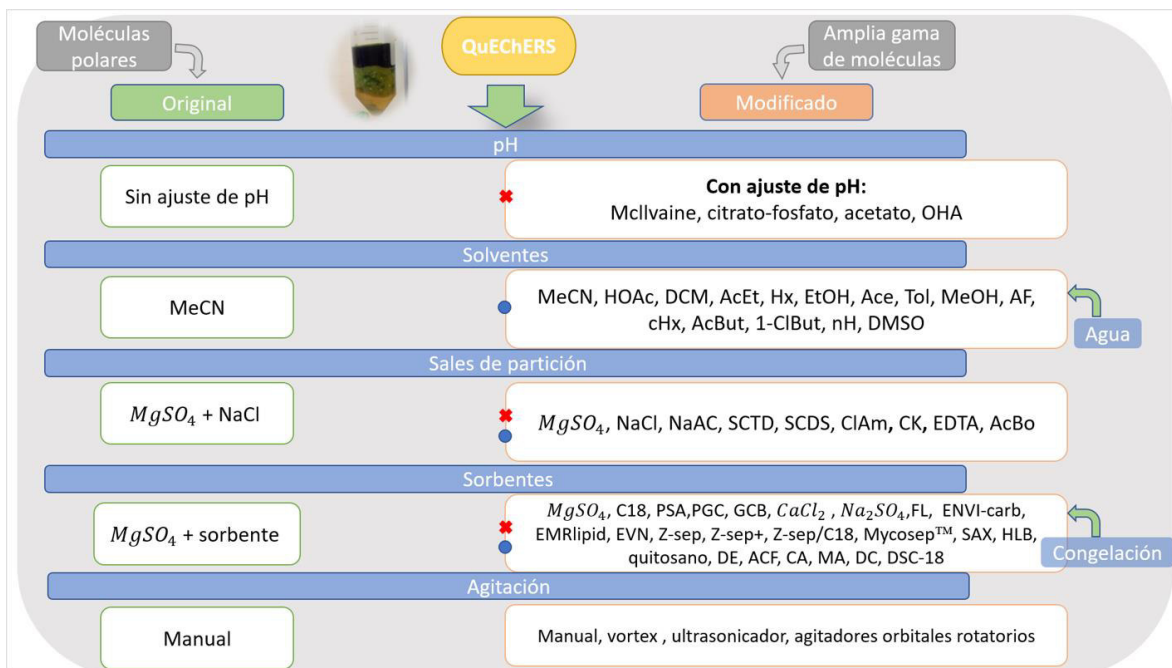 Moléculas
polares
QuEChERS
Amplia gama
de moléculas
Original
Modificado
pH
Sin ajuste de pH
Con ajuste de pH:
Mcllvaine, citrato-fosfato, acetato, OHA
Solventes
MeCN
MeCN, HOAc, DCM, AcEt, Hx, EtOH, Ace, Tol, MeOH, AF,
cHx, AcBut, 1-ClBut, nH, DMSO
Agua
Sales de partición
MgSO₄ + NaCl
MgSO₄, NaCl, NaAC, SCTD, SCDS, ClAm, CK, EDTA, AcBo
Sorbentes
MgSO₄ + sorbente
MgSO₄, C18, PSA,PGC, GCB, CaCl₂ , Na₂SO₄,FL, ENVI-carb,
EMRlipid, EVN, Z-sep, Z-sep+, Z-sep/C18, Mycosep™, SAX, HLB,
quitosano, DE, ACF, CA, MA, DC, DSC-18
Congelación
Agitación
Manual
Manual, vortex , ultrasonicador, agitadores orbitales rotatorios